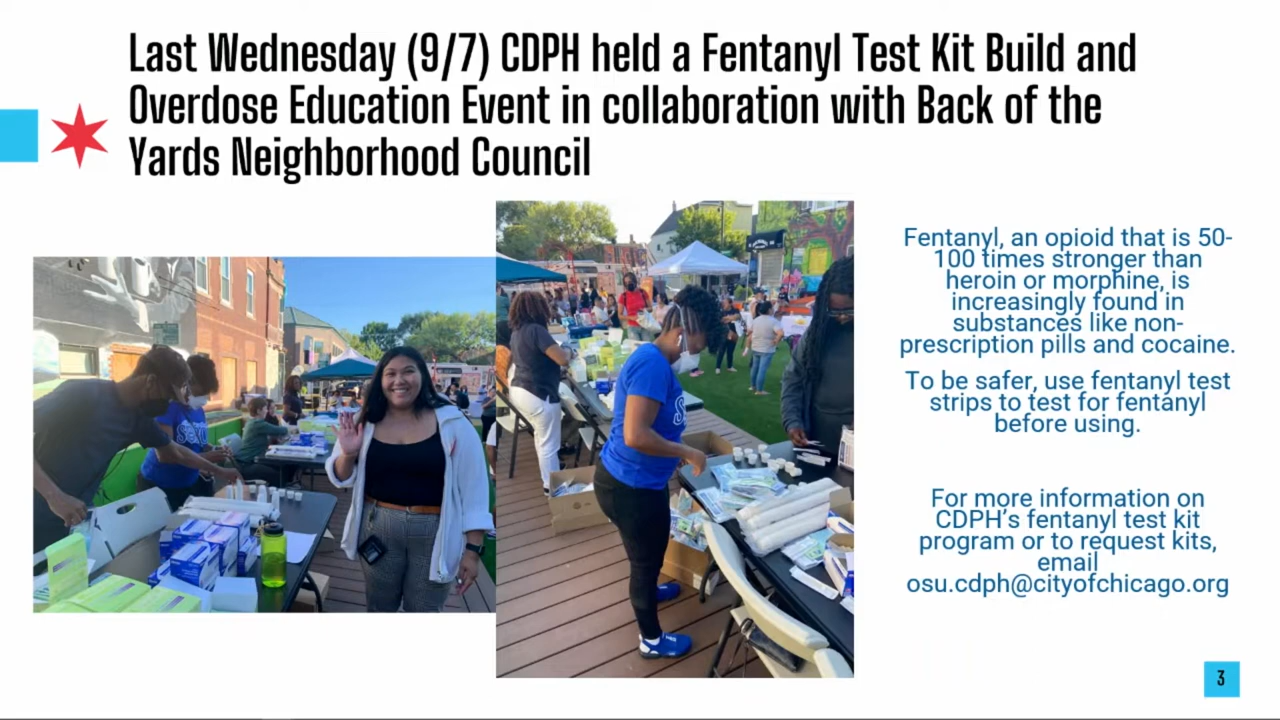 Last Wednesday (9/7) CDPH held a Fentanyl Test Kit Build and
Overdose Education Event in collaboration with Back of the
Yards Neighborhood Council
Fentanyl, an opioid that is 50-
100 times stronger than
heroin or morphine, is
increasingly found in
substances like non-
prescription pills and cocaine.
To be safer, use fentanyl test
strips to test for fentanyl
before using.
For more information on
CDPH’s fentanyl test kit
program or to request kits,
email
osu.cdph@cityofchicago.org
3